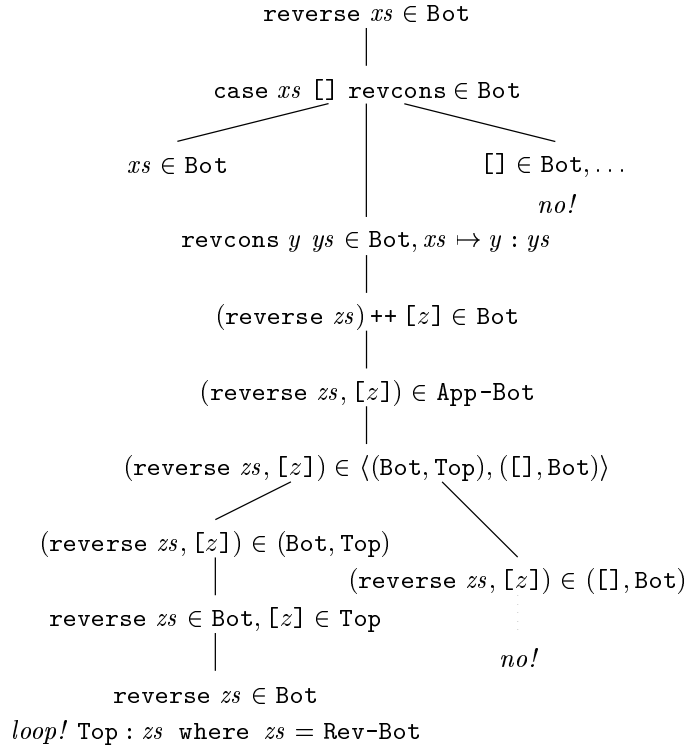 reverse xs ∈ Bot
case xs [] revcons ∈ Bot
xs ∈ Bot
[] ∈ Bot, ...
no!
revcons y ys ∈ Bot, xs ↦ y : ys
(reverse zs) ++ [z] ∈ Bot
(reverse zs, [z]) ∈ App-Bot
(reverse zs, [z]) ∈ ⟨(Bot, Top), ([], Bot)⟩
(reverse zs, [z]) ∈ (Bot, Top)
(reverse zs, [z]) ∈ ([], Bot)
reverse zs ∈ Bot, [z] ∈ Top
no!
reverse zs ∈ Bot
loop! Top : zs where zs = Rev-Bot